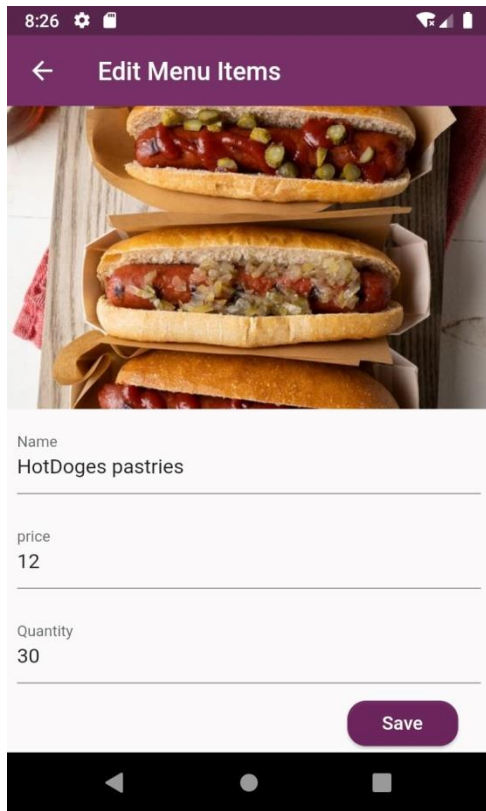 8:26
Edit Menu Items
Name
HotDoges pastries
price
12
Quantity
30
Save